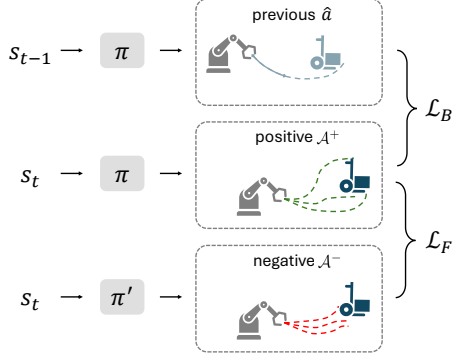 previous â
s_{t−1}
π
ℒ_B
positive 𝒜⁺
s_t
π
ℒ_F
negative 𝒜⁻
s_t
π′